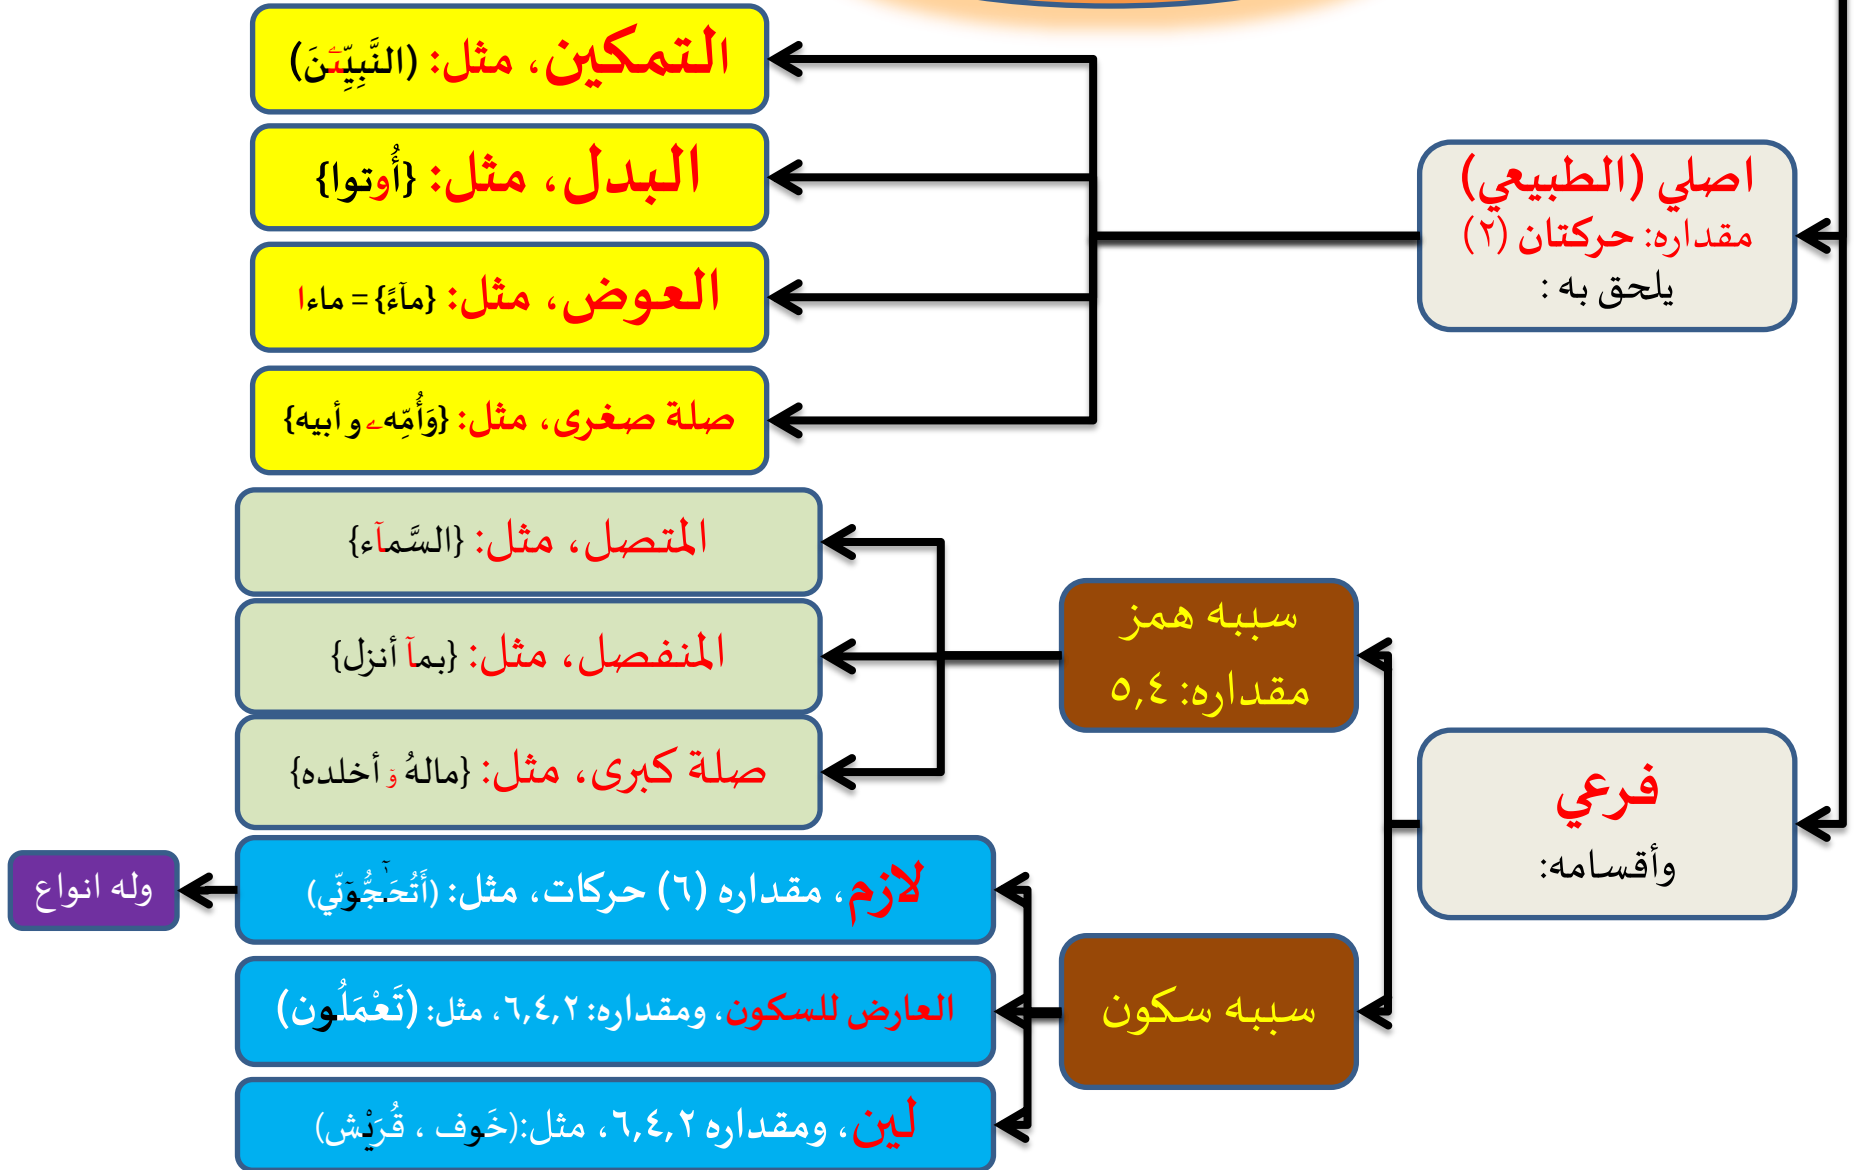 اصلي (الطبيعي)
مقداره: حركتان (٢)
يلحق به :
التمكين، مثل: (النَّبِيِّـۧنَ)
البدل، مثل: {أُوتوا}
العوض، مثل: {مآءً} = ماءا
صلة صغرى، مثل: {وَأُمِّهۦ و أبيه}
فرعي
وأقسامه:
سببه همز
مقداره: ٥,٤
المتصل، مثل: {السَّمآء}
المنفصل، مثل: {بمآ أنزل}
صلة كبرى، مثل: {مالهُ وٓ أخلده}
سببه سكون
لازم، مقداره (٦) حركات، مثل: (أَتُحَـٰٓجُّوٓنّي)
وله انواع
العارض للسكون، ومقداره: ٦,٤,٢، مثل: (تَعْمَلُون)
لين، ومقداره ٦,٤,٢، مثل:(خَوف ، قُرَيْش)